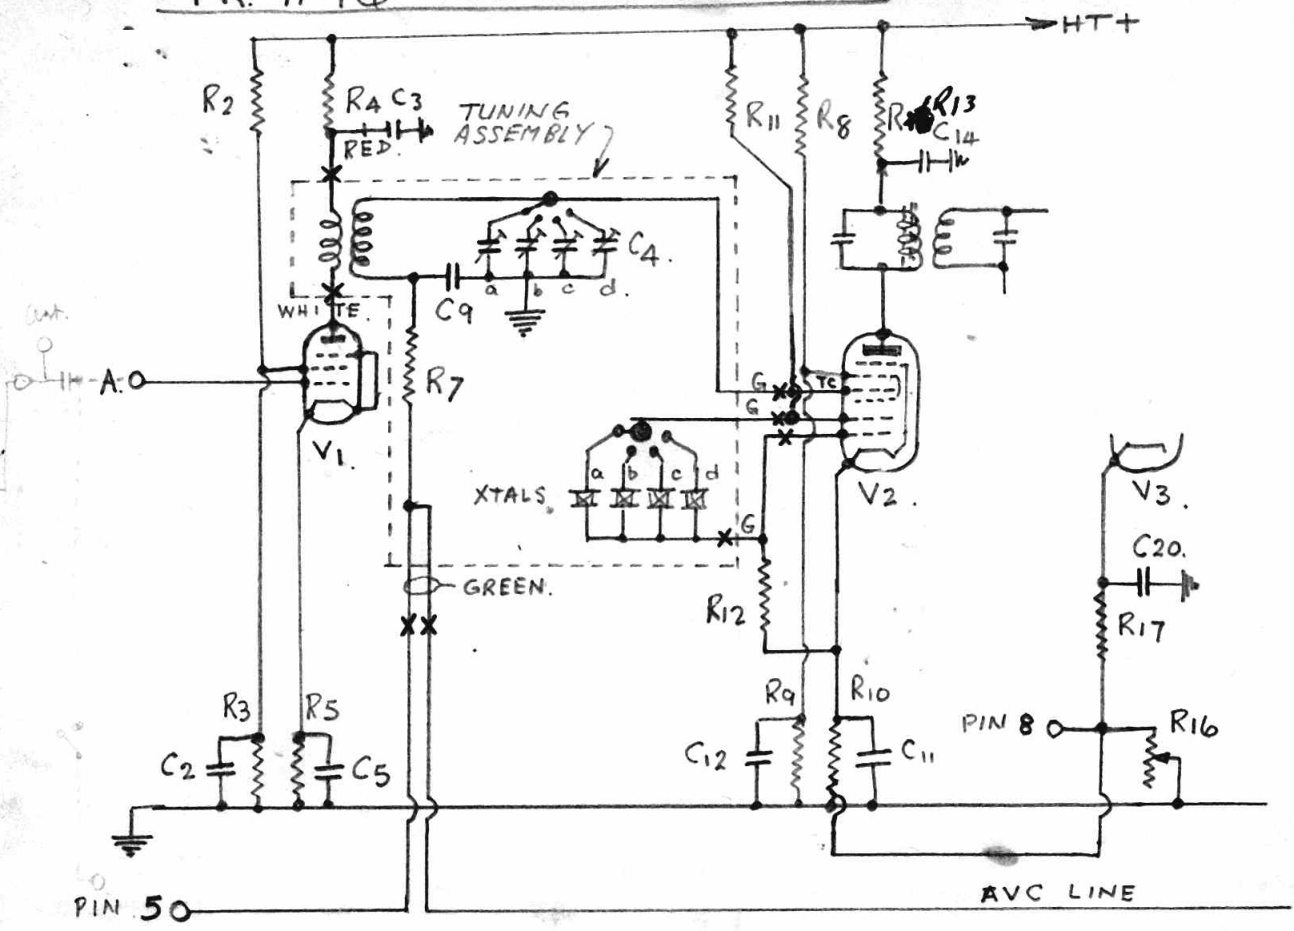 HT+
R2
R4 C3
TUNING
ASSEMBLY
RED.
R11
R8
R13
C14
C4.
a b c d.
C9
WHITE.
A.
R7
V1.
G
TC
G
a b c d
XTALS.
G
V2.
V3.
C20.
GREEN.
R12
R17
R3
R5
R9
R10
PIN 8
R16
C2
C5
C12
C11
AVC LINE
PIN 5